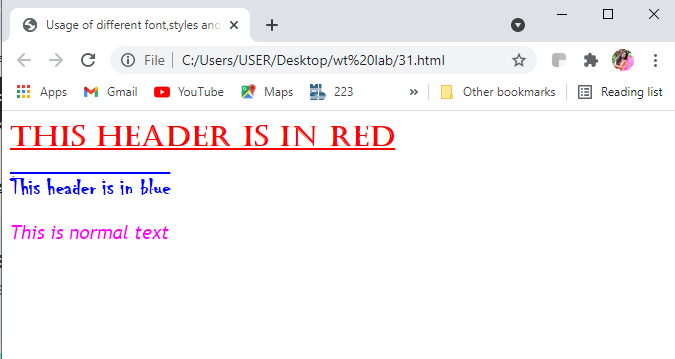 Usage of different font,styles and
File
C:/Users/USER/Desktop/wt%20lab/31.html
Apps
Gmail
YouTube
Maps
223
»
Other bookmarks
Reading list
THIS HEADER IS IN RED
This header is in blue
This is normal text